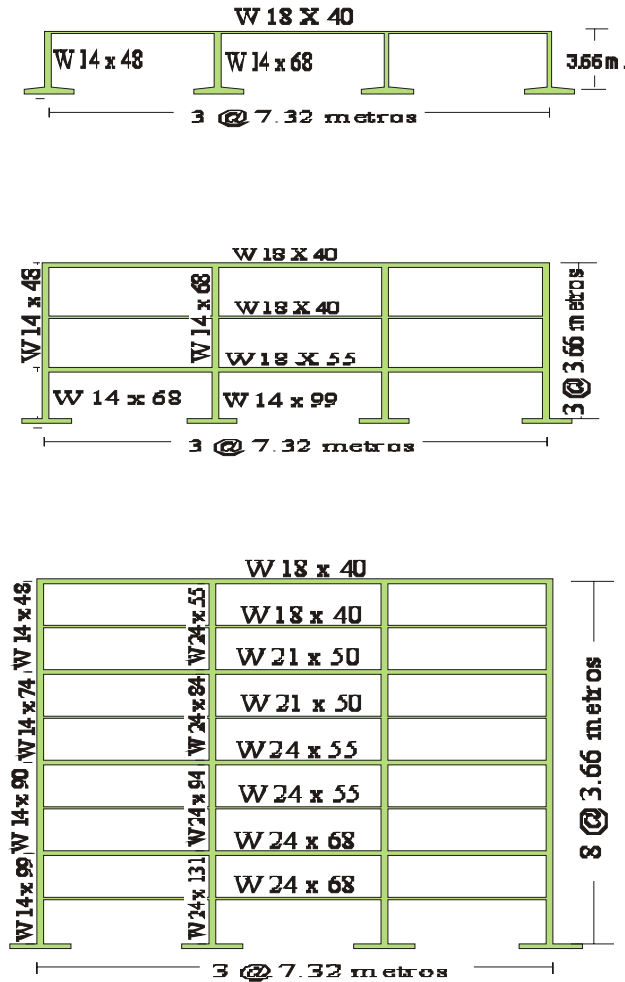 W 18 X 40
W 14 x 48
W 14 x 68
3.66 m.
3 @ 7.32 metros
W 18 X 40
W 14 x 48
W 14 x 68
W 18 X 40
W 18 X 55
W 14 x 68
W 14 x 99
3 @ 3.66 metros
3 @ 7.32 metros
W 18 x 40
W 14 x 48
W 24 x 55
W 18 x 40
W 21 x 50
W 14 x 74
W 24 x 84
W 21 x 50
W 24 x 55
W 14 x 90
W 24 x 94
W 24 x 55
W 24 x 68
W 14 x 99
W 24 x 131
W 24 x 68
8 @ 3.66 metros
3 @ 7.32 metros